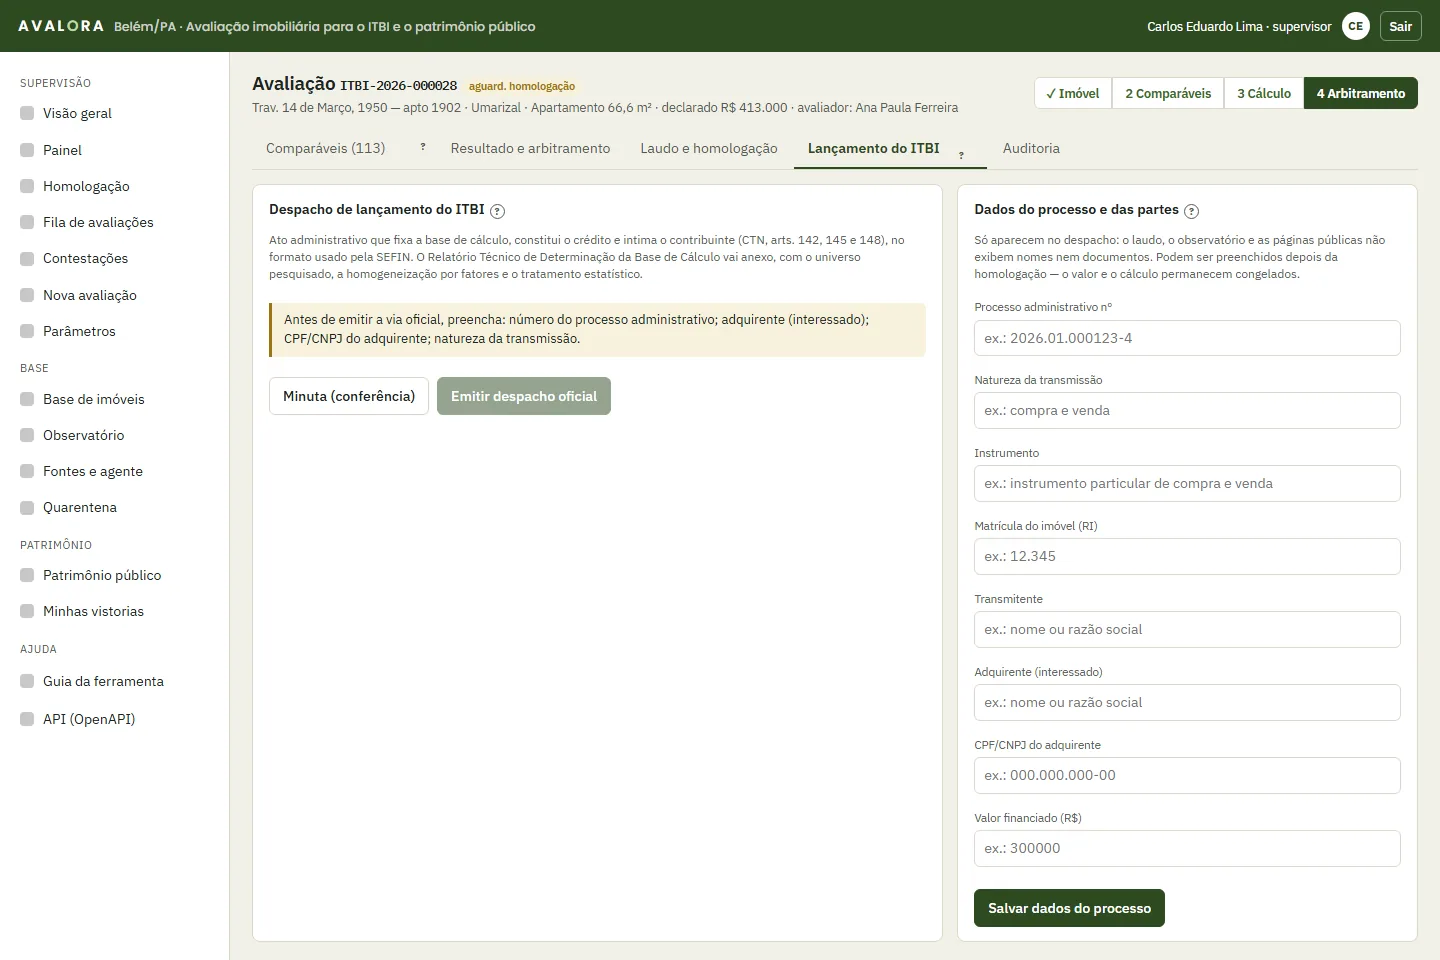 AVALORA Belém/PA · Avaliação imobiliária para o ITBI e o patrimônio público
Carlos Eduardo Lima · supervisor CE Sair
SUPERVISÃO
Visão geral
Painel
Homologação
Fila de avaliações
Contestações
Nova avaliação
Parâmetros
BASE
Base de imóveis
Observatório
Fontes e agente
Quarentena
PATRIMÔNIO
Patrimônio público
Minhas vistorias
AJUDA
Guia da ferramenta
API (OpenAPI)
Avaliação ITBI-2026-000028 aguard. homologação
Trav. 14 de Março, 1950 — apto 1902 · Umarizal · Apartamento 66,6 m² · declarado R$ 413.000 · avaliador: Ana Paula Ferreira
✓ Imóvel 2 Comparáveis 3 Cálculo 4 Arbitramento
Comparáveis (113) ? Resultado e arbitramento Laudo e homologação Lançamento do ITBI ? Auditoria
Despacho de lançamento do ITBI ?
Ato administrativo que fixa a base de cálculo, constitui o crédito e intima o contribuinte (CTN, arts. 142, 145 e 148), no
formato usado pela SEFIN. O Relatório Técnico de Determinação da Base de Cálculo vai anexo, com o universo
pesquisado, a homogeneização por fatores e o tratamento estatístico.
Antes de emitir a via oficial, preencha: número do processo administrativo; adquirente (interessado);
CPF/CNPJ do adquirente; natureza da transmissão.
Minuta (conferência) Emitir despacho oficial
Dados do processo e das partes ?
Só aparecem no despacho: o laudo, o observatório e as páginas públicas não
exibem nomes nem documentos. Podem ser preenchidos depois da
homologação — o valor e o cálculo permanecem congelados.
Processo administrativo nº
ex.: 2026.01.000123-4
Natureza da transmissão
ex.: compra e venda
Instrumento
ex.: instrumento particular de compra e venda
Matrícula do imóvel (RI)
ex.: 12.345
Transmitente
ex.: nome ou razão social
Adquirente (interessado)
ex.: nome ou razão social
CPF/CNPJ do adquirente
ex.: 000.000.000-00
Valor financiado (R$)
ex.: 300000
Salvar dados do processo